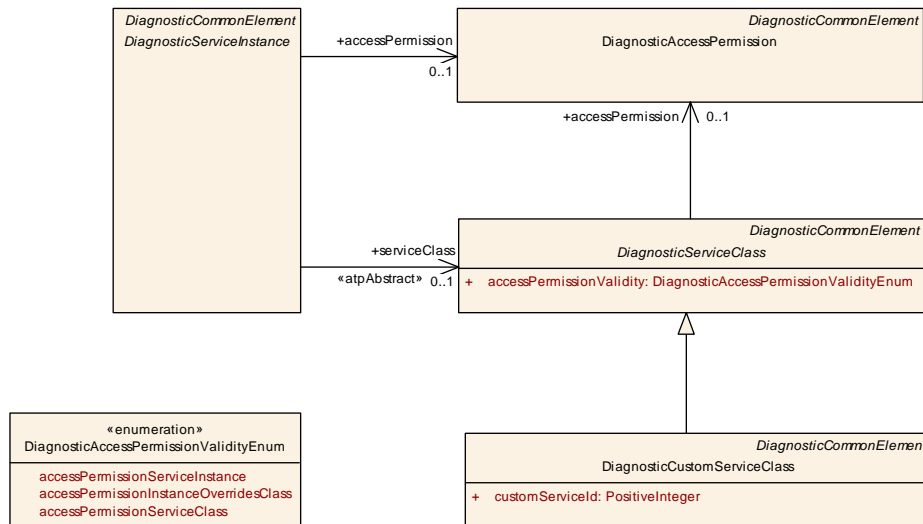 DiagnosticCommonElement
DiagnosticServiceInstance
+accessPermission
0..1
DiagnosticCommonElement
DiagnosticAccessPermission
+accessPermission
0..1
+serviceClass
«atpAbstract»
0..1
DiagnosticCommonElement
DiagnosticServiceClass
+ accessPermissionValidity: DiagnosticAccessPermissionValidityEnum
«enumeration»
DiagnosticAccessPermissionValidityEnum
accessPermissionServiceInstance
accessPermissionInstanceOverridesClass
accessPermissionServiceClass
DiagnosticCommonElemen
DiagnosticCustomServiceClass
+ customServiceId: PositiveInteger